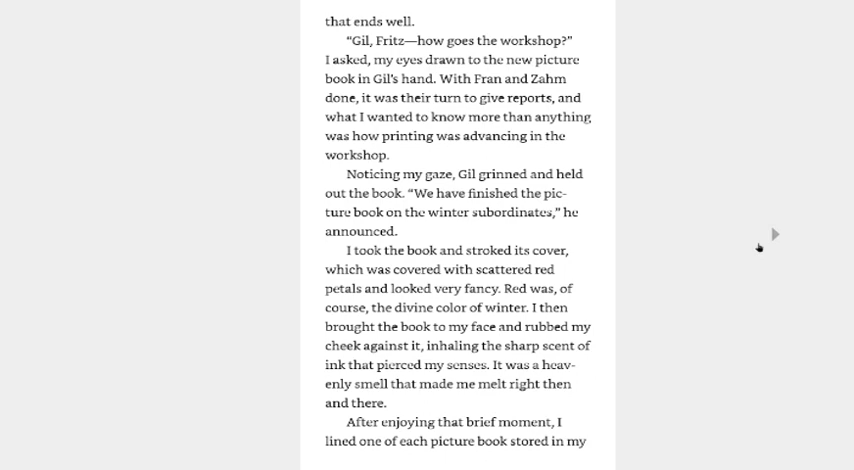 that ends well.
“Gil, Fritz—how goes the workshop?”
I asked, my eyes drawn to the new picture
book in Gil’s hand. With Fran and Zahm
done, it was their turn to give reports, and
what I wanted to know more than anything
was how printing was advancing in the
workshop.
Noticing my gaze, Gil grinned and held
out the book. “We have finished the pic-
ture book on the winter subordinates,” he
announced.
I took the book and stroked its cover,
which was covered with scattered red
petals and looked very fancy. Red was, of
course, the divine color of winter. I then
brought the book to my face and rubbed my
cheek against it, inhaling the sharp scent of
ink that pierced my senses. It was a heav-
enly smell that made me melt right then
and there.
After enjoying that brief moment, I
lined one of each picture book stored in my